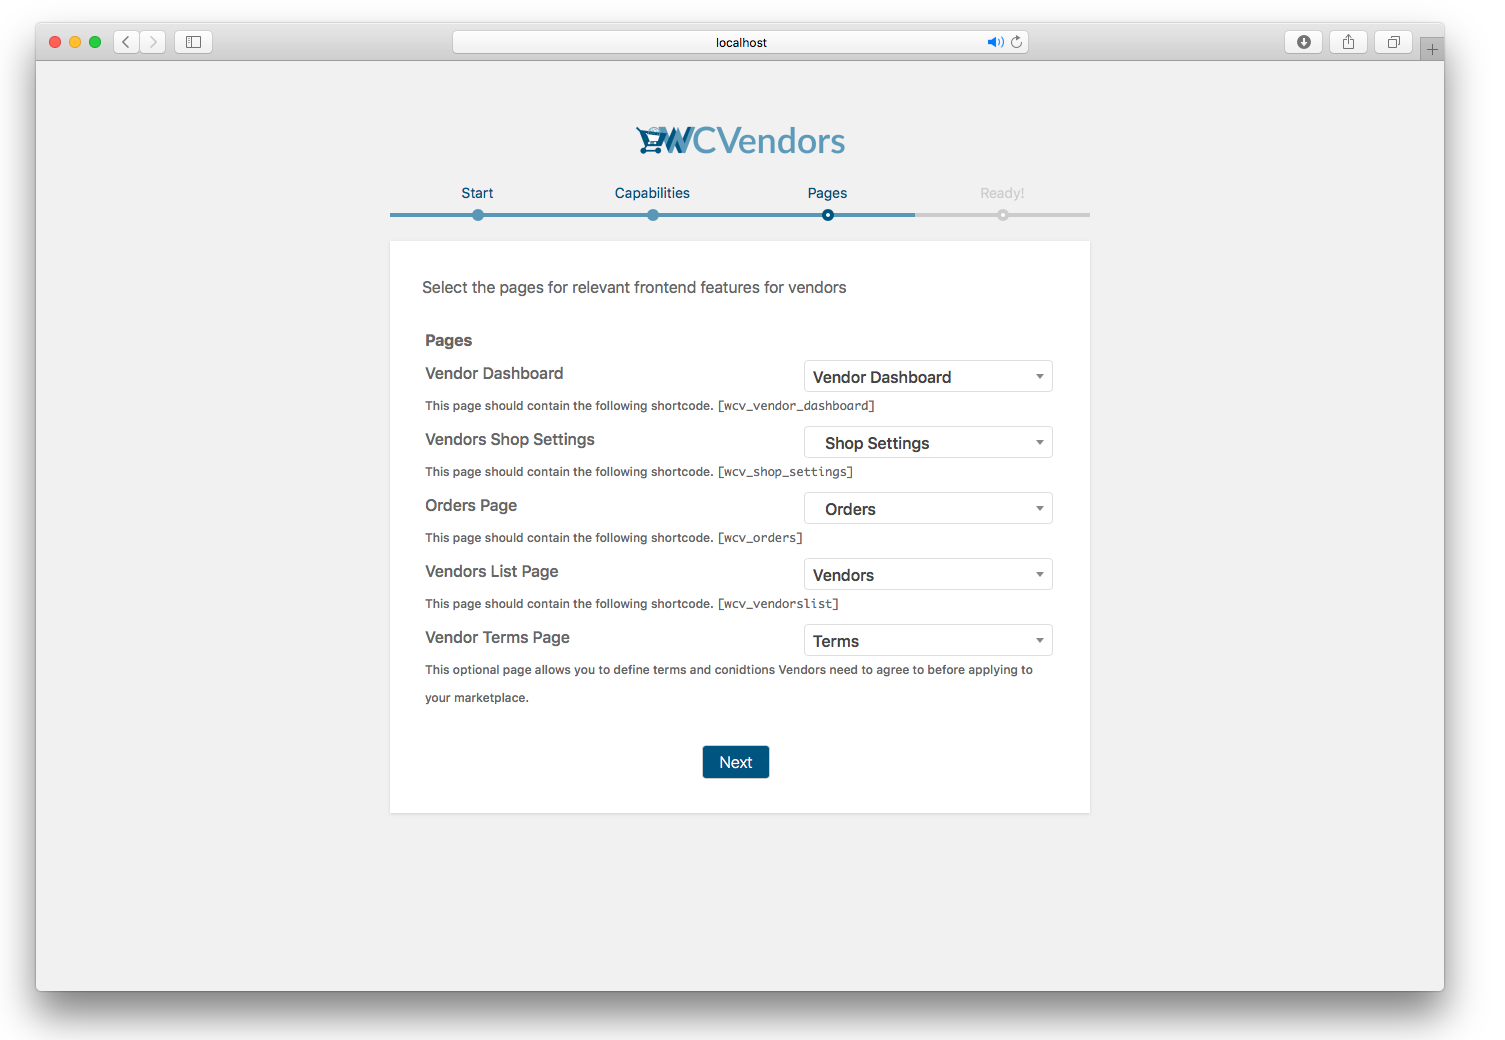 localhost
WCVendors
Start
Capabilities
Pages
Ready!
Select the pages for relevant frontend features for vendors
Pages
Vendor Dashboard
Vendor Dashboard
This page should contain the following shortcode. [wcv_vendor_dashboard]
Vendors Shop Settings
Shop Settings
This page should contain the following shortcode. [wcv_shop_settings]
Orders Page
Orders
This page should contain the following shortcode. [wcv_orders]
Vendors List Page
Vendors
This page should contain the following shortcode. [wcv_vendorslist]
Vendor Terms Page
Terms
This optional page allows you to define terms and conidtions Vendors need to agree to before applying to
your marketplace.
Next